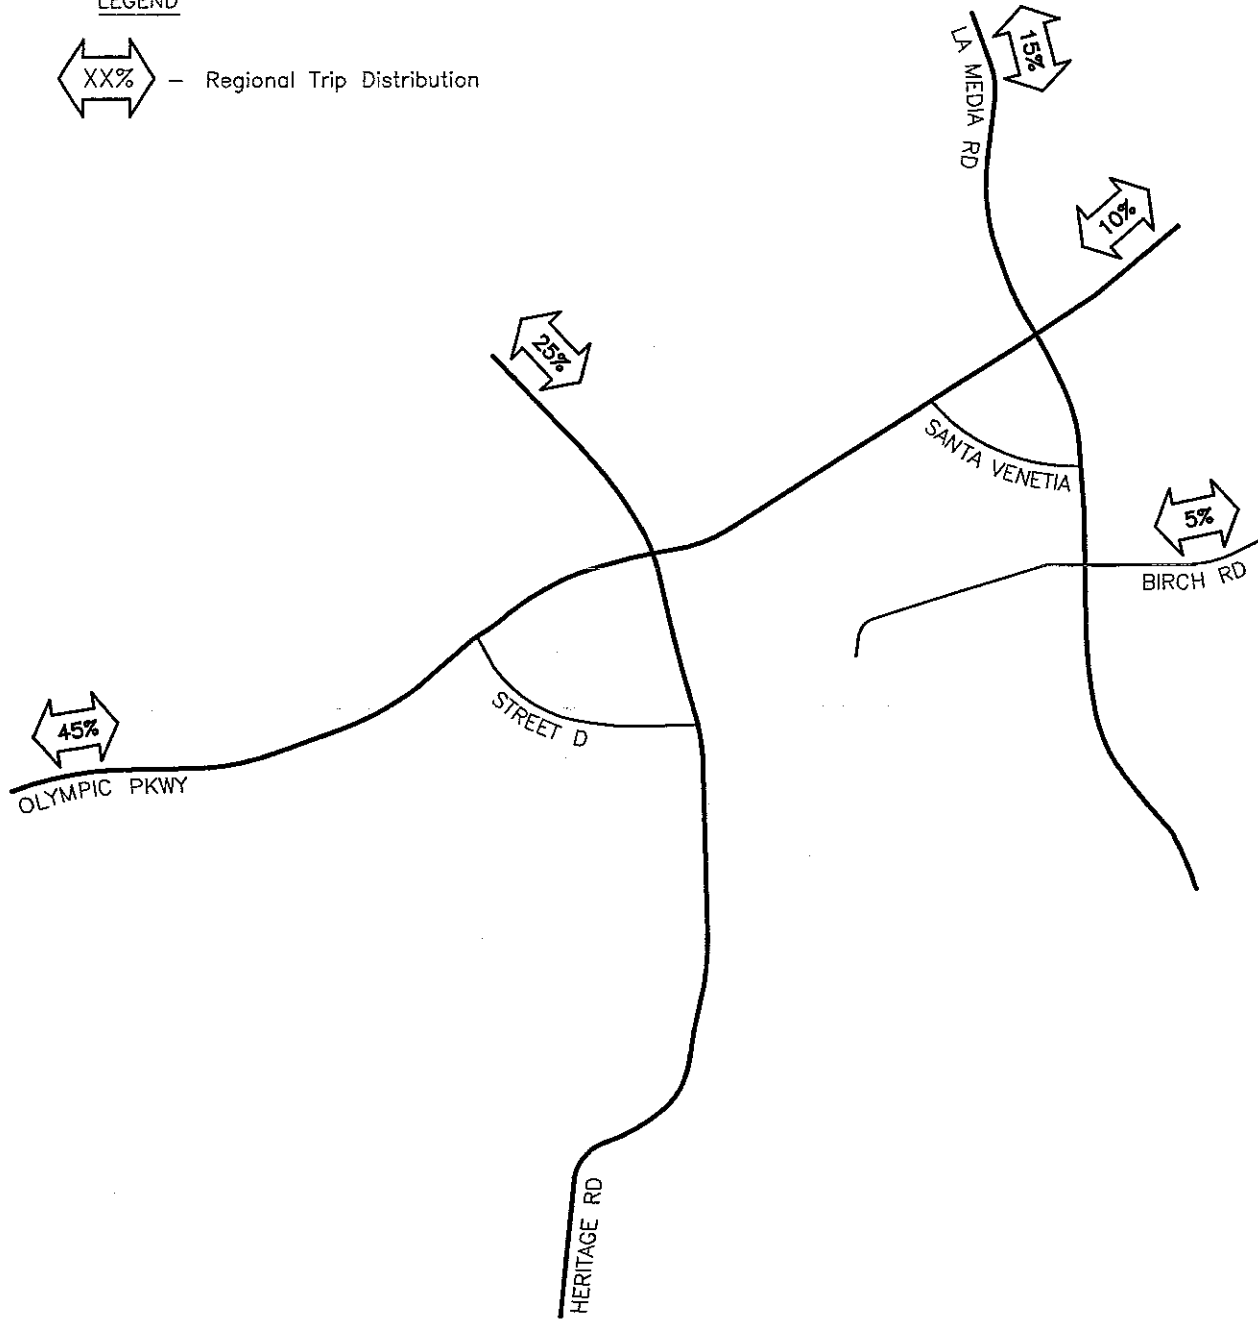 LEGEND
XX% – Regional Trip Distribution
15%
LA MEDIA RD
10%
25%
SANTA VENETIA
5%
BIRCH RD
STREET D
45%
OLYMPIC PKWY
HERITAGE RD